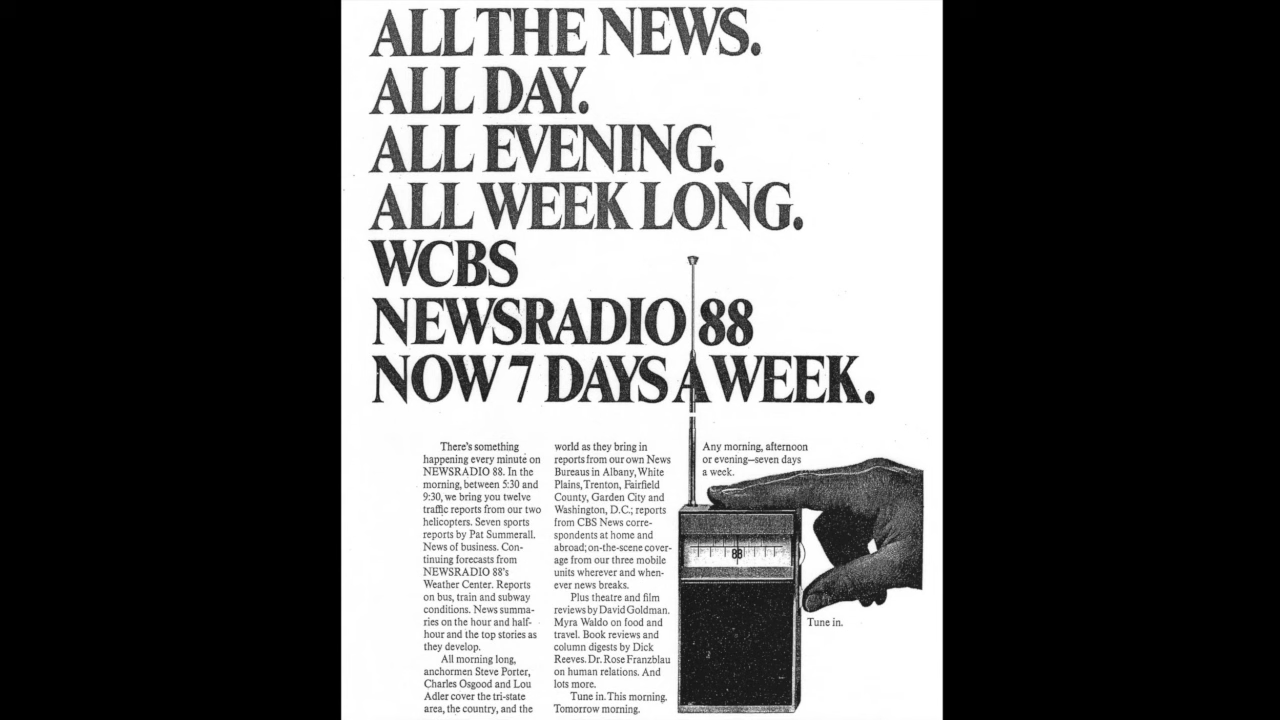 ALL THE NEWS.
ALL DAY.
ALL EVENING.
ALL WEEK LONG.
WCBS
NEWSRADIO 88
NOW 7 DAYS A WEEK.
There's something
happening every minute on
NEWSRADIO 88. In the
morning, between 5:30 and
9:30, we bring you twelve
traffic reports from our two
helicopters. Seven sports
reports by Pat Summerall.
News of business. Con-
tinuing forecasts from
NEWSRADIO 88's
Weather Center. Reports
on bus, train and subway
conditions. News summa-
ries on the hour and half-
hour and the top stories as
they develop.
All morning long,
anchormen Steve Porter,
Charles Osgood and Lou
Adler cover the tri-state
area, the country, and the
world as they bring in
reports from our own News
Bureaus in Albany, White
Plains, Trenton, Fairfield
County, Garden City and
Washington, D.C.; reports
from CBS News corre-
spondents at home and
abroad; on-the-scene cover-
age from our three mobile
units wherever and when-
ever news breaks.
Plus theatre and film
reviews by David Goldman.
Myra Waldo on food and
travel. Book reviews and
column digests by Dick
Reeves. Dr. Rose Franzblau
on human relations. And
lots more.
Tune in. This morning.
Tomorrow morning.
Any morning, afternoon
or evening—seven days
a week.
88
Tune in.